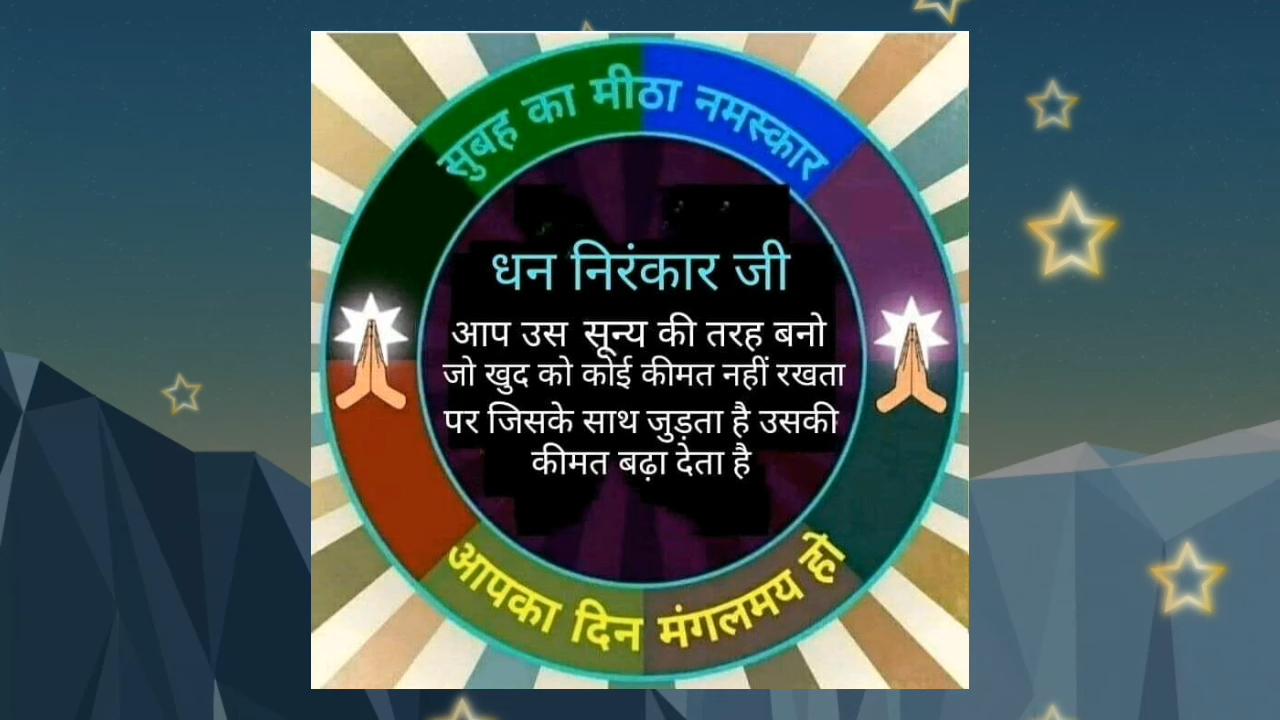 सुबह का मीठा नमस्कार
धन निरंकार जी
आप उस सून्य की तरह बनो
जो खुद को कोई कीमत नहीं रखता
पर जिसके साथ जुड़ता है उसकी
कीमत बढ़ा देता है
आपका दिन मंगलमय हो